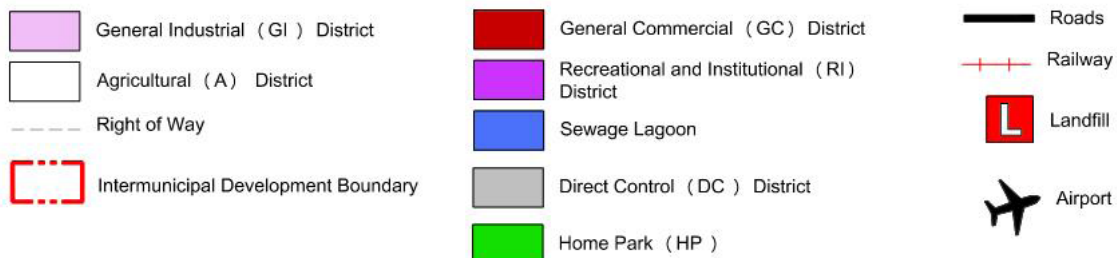 General Industrial (GI) District
Agricultural (A) District
Right of Way
Intermunicipal Development Boundary
General Commercial (GC) District
Recreational and Institutional (RI)
District
Sewage Lagoon
Direct Control (DC) District
Home Park (HP)
Roads
Railway
L
Landfill
Airport